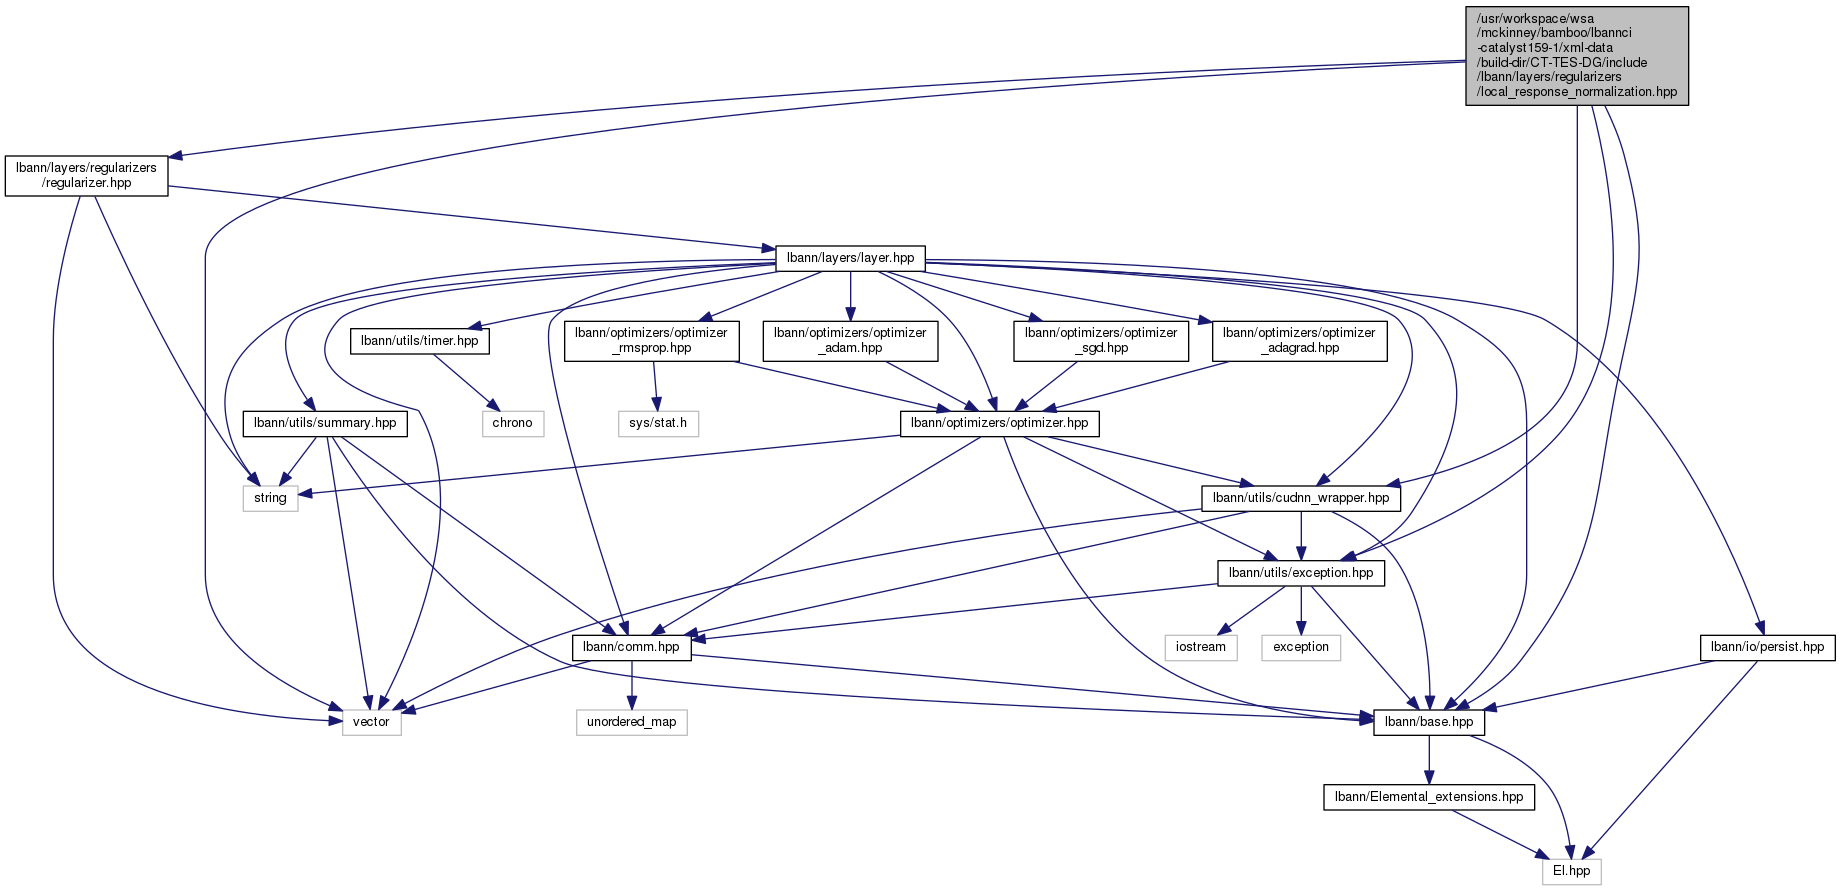 /usr/workspace/wsa
/mckinney/bamboo/lbannci
-catalyst159-1/xml-data
/build-dir/CT-TES-DG/include
/lbann/layers/regularizers
/local_response_normalization.hpp
lbann/layers/regularizers
/regularizer.hpp
lbann/layers/layer.hpp
lbann/utils/timer.hpp
lbann/optimizers/optimizer
_rmsprop.hpp
lbann/optimizers/optimizer
_adam.hpp
lbann/optimizers/optimizer
_sgd.hpp
lbann/optimizers/optimizer
_adagrad.hpp
lbann/utils/summary.hpp
chrono
sys/stat.h
lbann/optimizers/optimizer.hpp
string
lbann/utils/cudnn_wrapper.hpp
lbann/utils/exception.hpp
lbann/comm.hpp
iostream
exception
lbann/io/persist.hpp
vector
unordered_map
lbann/base.hpp
lbann/Elemental_extensions.hpp
El.hpp